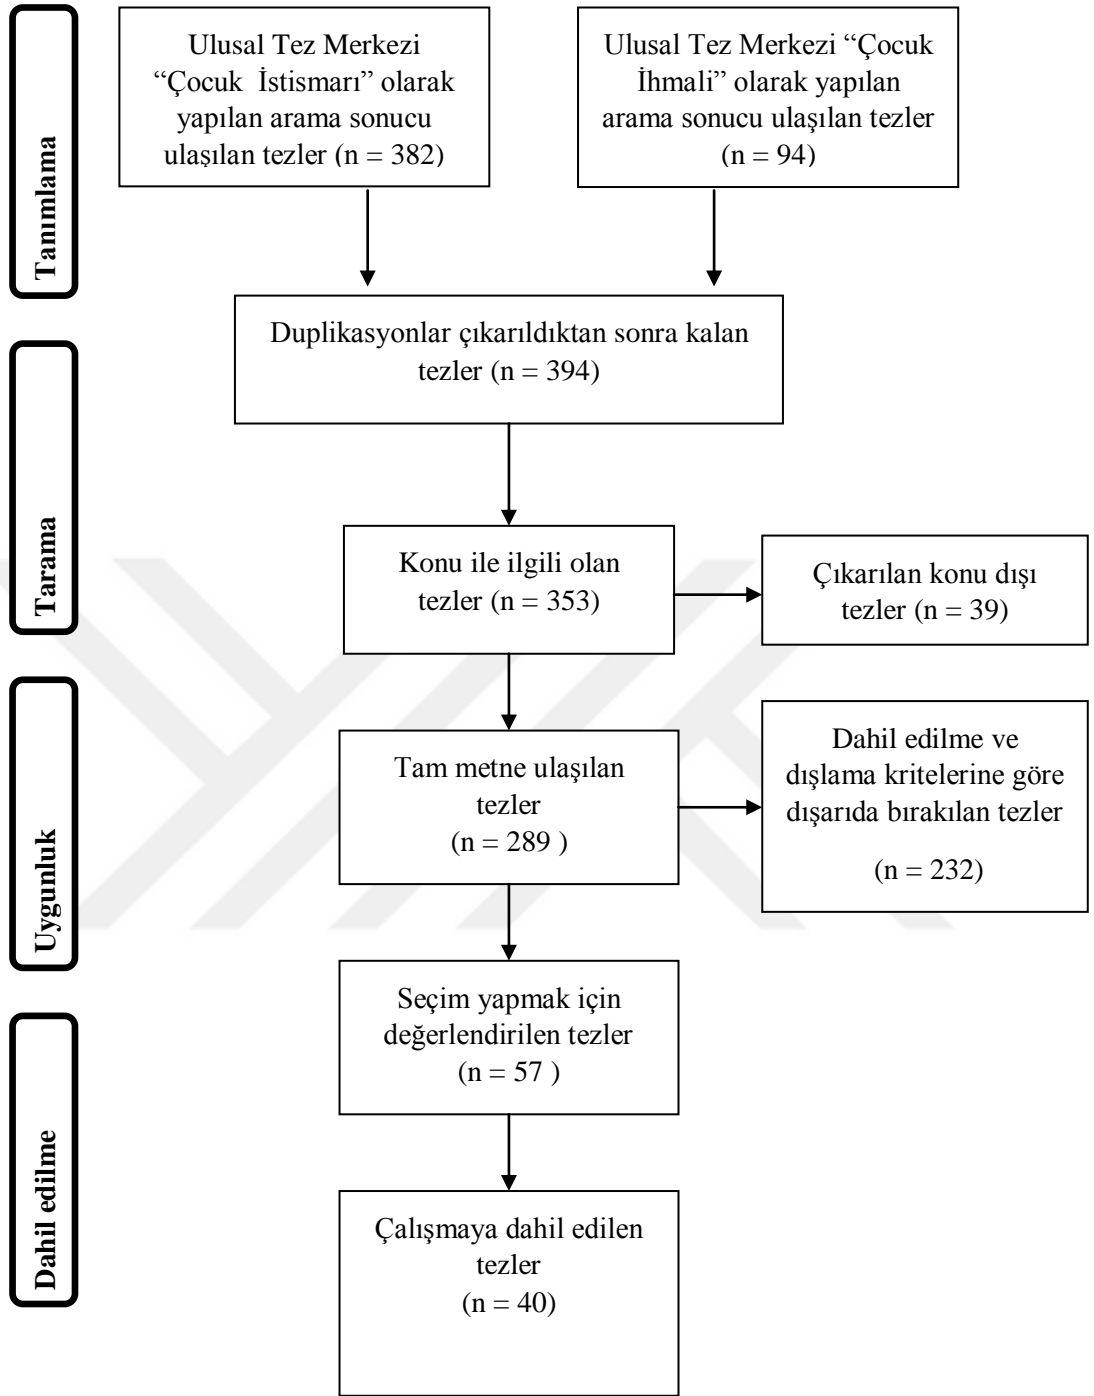 Tanımlama
Ulusal Tez Merkezi
“Çocuk İstismarı” olarak
yapılan arama sonucu
ulaşılan tezler (n = 382)
Ulusal Tez Merkezi “Çocuk
İhmali” olarak yapılan
arama sonucu ulaşılan tezler
(n = 94)
Duplikasyonlar çıkarıldıktan sonra kalan
tezler (n = 394)
Tarama
Konu ile ilgili olan
tezler (n = 353)
Çıkarılan konu dışı
tezler (n = 39)
Uygunluk
Tam metne ulaşılan
tezler
(n = 289 )
Dahil edilme ve
dışlama kritelerine göre
dışarıda bırakılan tezler
(n = 232)
Seçim yapmak için
değerlendirilen tezler
(n = 57 )
Dahil edilme
Çalışmaya dahil edilen
tezler
(n = 40)